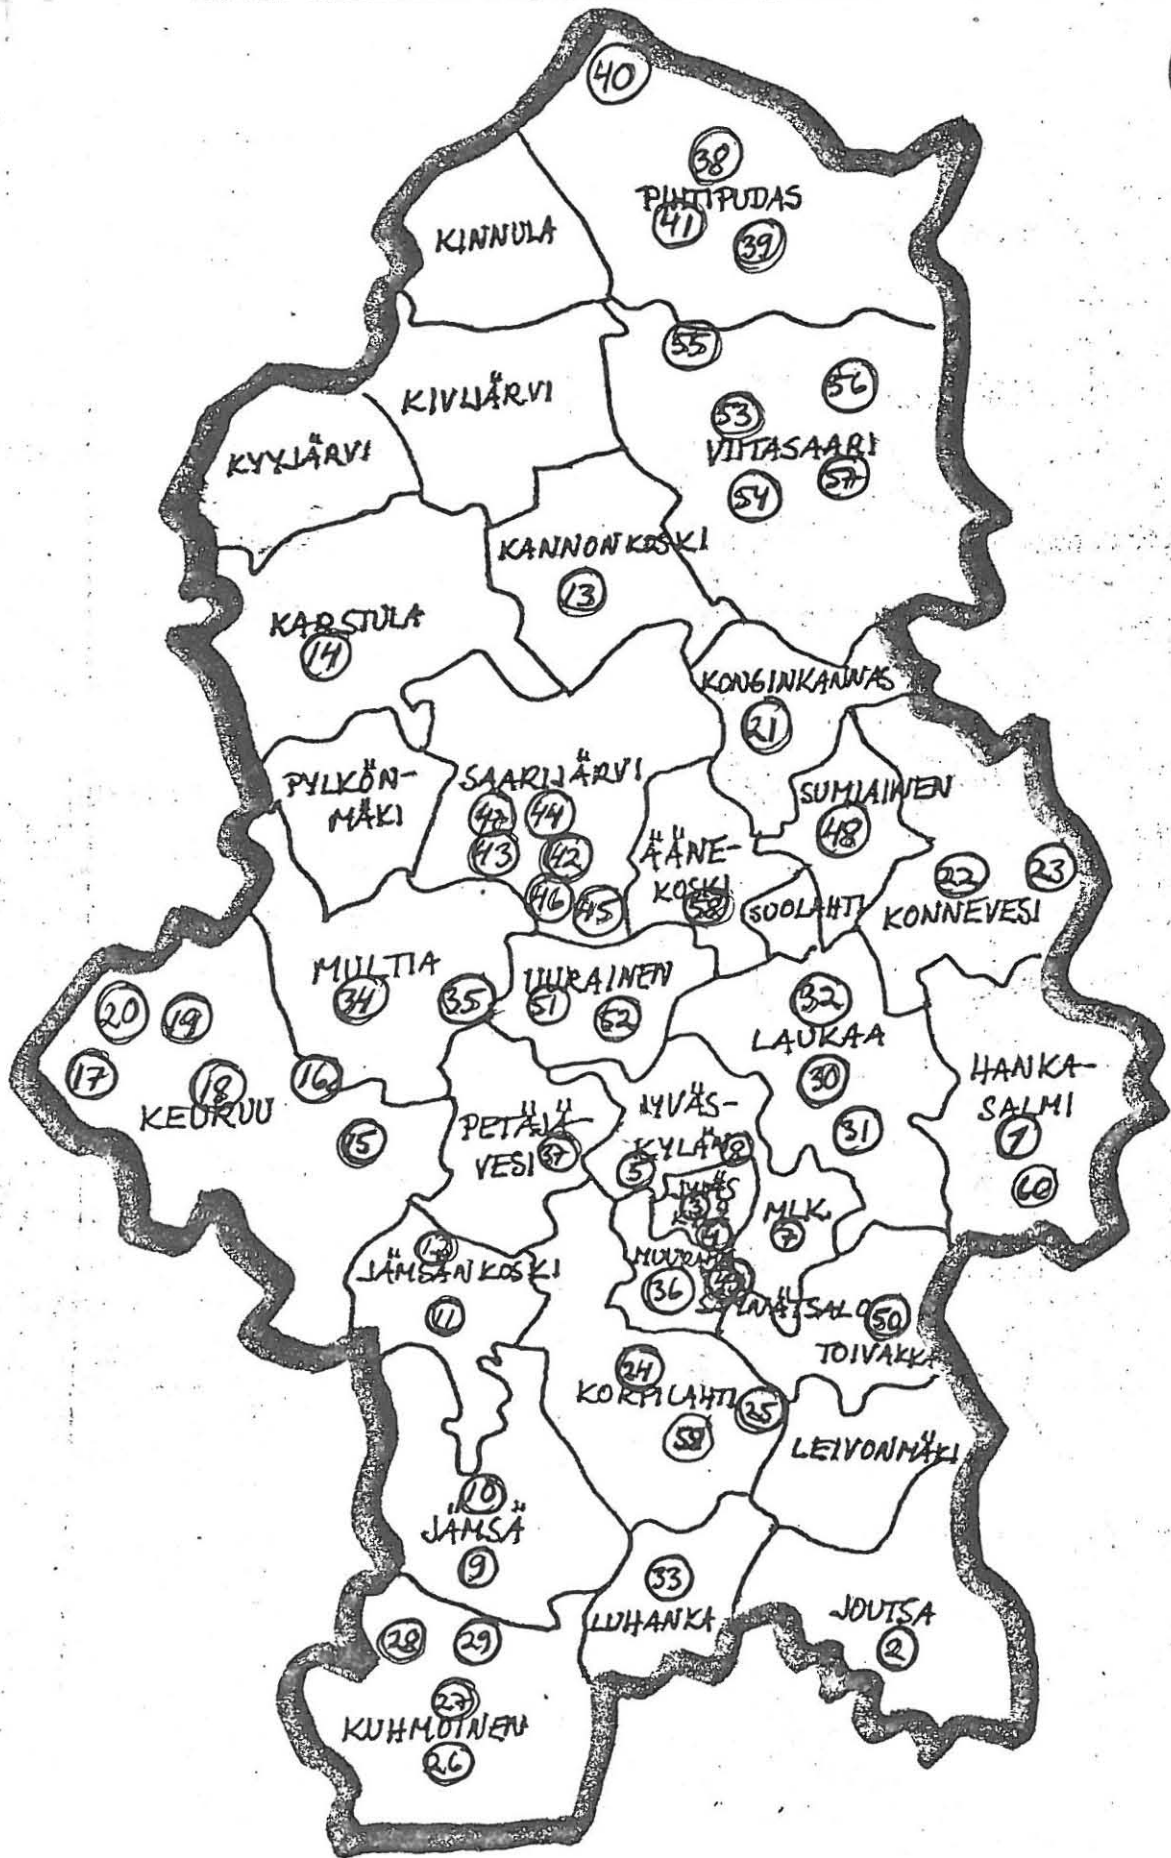 40
38
PIHTIPUDAS
41
39
KINNULA
55
KIVIJÄRVI
56
53
VIITASAARI
54
57
KYYJÄRVI
KANNONKOSKI
13
KARSTULA
14
KONGINKANNAS
21
PYLKÖN-
MÄKI
SAARIJÄRVI
44
43
42
46
45
SUMIAINEN
48
ÄÄNE-
KOSKI
58
SUOLAHTI
22
23
KONNEVESI
MULTIA
34
35
UURAINEN
51
52
32
LAUKAA
30
31
HANKA-
SALMI
1
60
20
19
17
18
16
KEURUU
15
PETÄJÄ-
VESI
37
JYVÄS-
KYLÄN
8
5
3
4
MLK.
7
12
JÄMSÄNKOSKI
11
MUURAME
36
SÄYNÄTSALO
50
TOIVAKKA
24
KORPILAHTI
25
59
LEIVONMÄKI
10
JÄMSÄ
9
33
LUHANKA
JOUTSA
2
28
29
27
KUHMOINEN
26